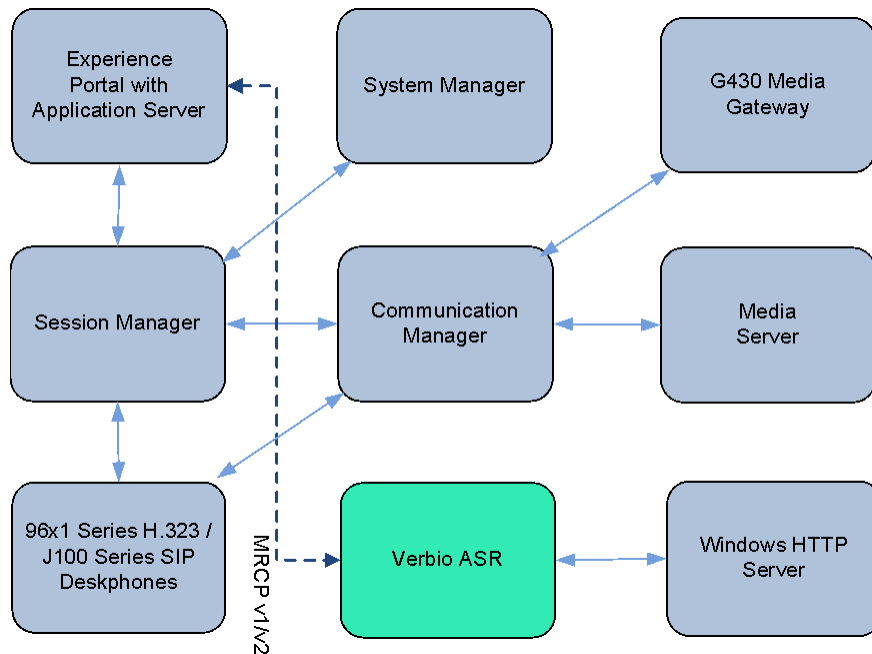 Experience
Portal with
Application Server
System Manager
G430 Media
Gateway
Session Manager
Communication
Manager
Media
Server
96x1 Series H.323 /
J100 Series SIP
Deskphones
MRCP v1/v2
Verbio ASR
Windows HTTP
Server